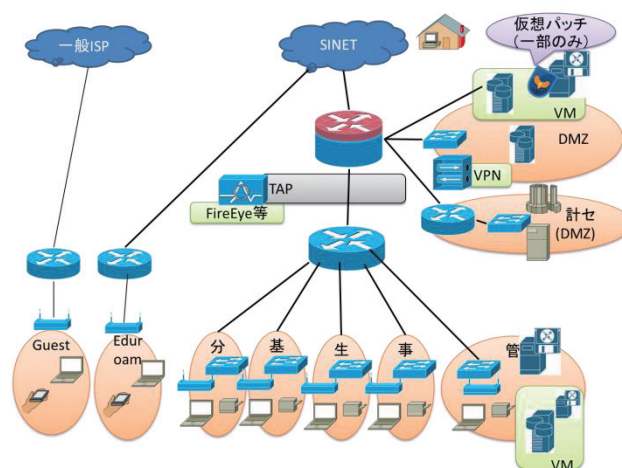 一般ISP
SINET
仮想パッチ
(一部のみ)
VM
DMZ
VPN
TAP
FireEye等
計セ
(DMZ)
Guest
Edur
oam
分
基
生
事
管
VM